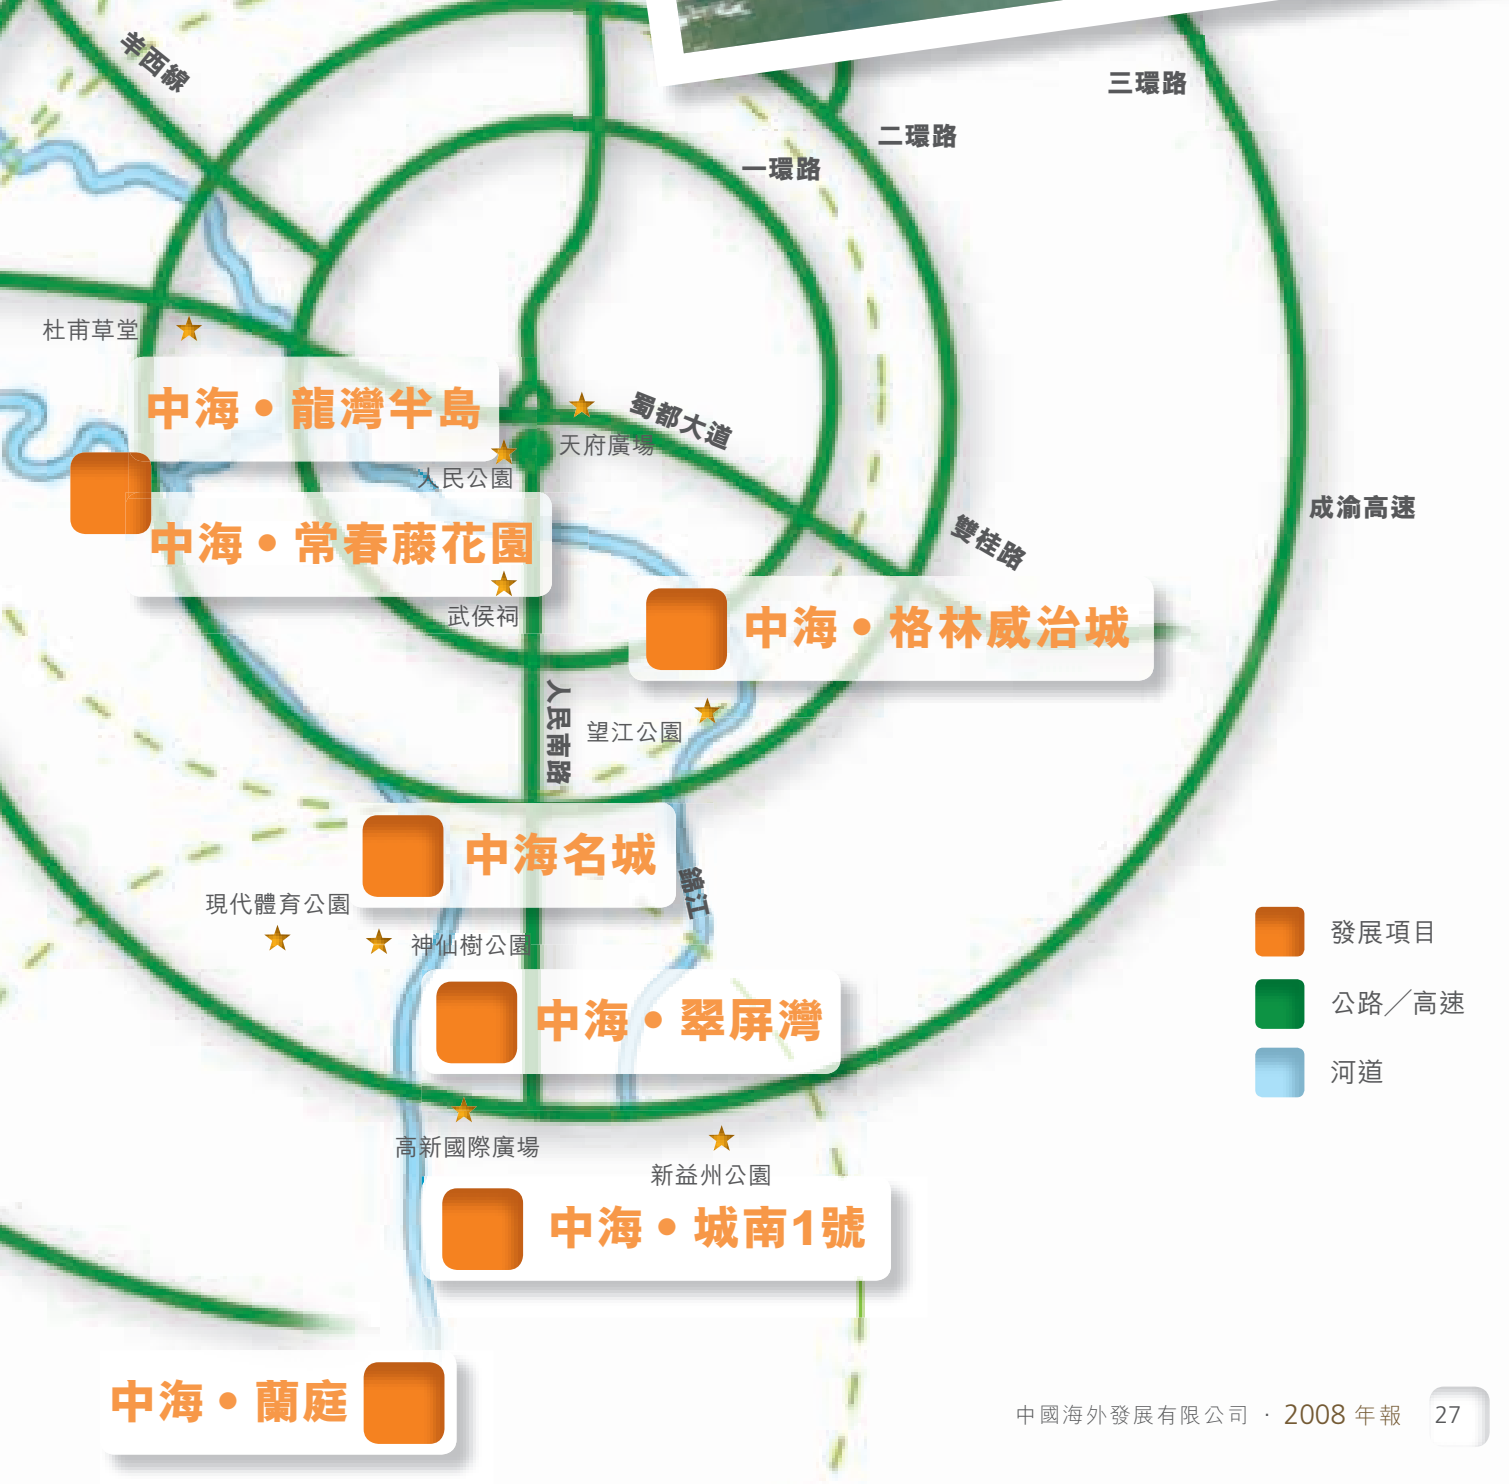 羊西線
三環路
二環路
一環路
杜甫草堂
中海•龍灣半島
蜀都大道
天府廣場
人民公園
成渝高速
雙桂路
中海•常春藤花園
武侯祠
中海•格林威治城
人民南路
望江公園
中海名城
錦江
現代體育公園
神仙樹公園
發展項目
公路／高速
河道
中海•翠屏灣
高新國際廣場
新益州公園
中海•城南1號
中海•蘭庭
中國海外發展有限公司 · 2008 年報 27